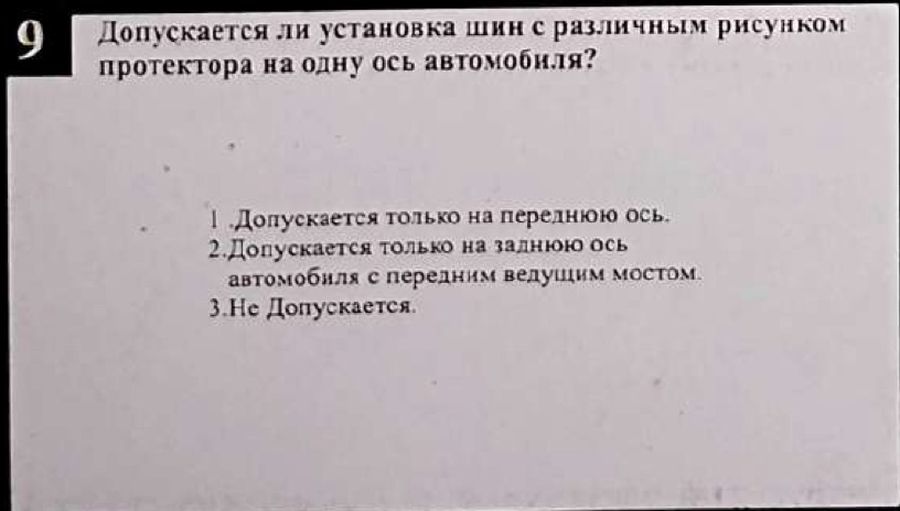 9
Допускается ли установка шин с различным рисунком
протектора на одну ось автомобиля?
1 .Допускается только на переднюю ось.
2.Допускается только на заднюю ось
автомобиля с передним ведущим мостом.
3.Не Допускается.